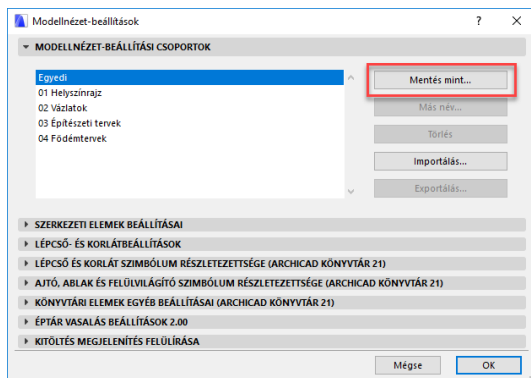 Modellnézet-beállítások
MODELLNÉZET-BEÁLLÍTÁSI CSOPORTOK
Egyedi
01 Helyszínrajz
02 Vázlatok
03 Építészeti tervek
04 Födémtervek
Mentés mint...
Más név...
Törlés
Importálás...
Exportálás...
SZERKEZETI ELEMEK BEÁLLÍTÁSAI
LÉPCSŐ- ÉS KORLÁTBEÁLLÍTÁSOK
LÉPCSŐ ÉS KORLÁT SZIMBÓLUM RÉSZLETEZETTSÉGE (ARCHICAD KÖNYVTÁR 21)
AJTÓ, ABLAK ÉS FELÜLVILÁGÍTÓ SZIMBÓLUM RÉSZLETEZETTSÉGE (ARCHICAD KÖNYVTÁR 21)
KÖNYVTÁRI ELEMEK EGYÉB BEÁLLÍTÁSAI (ARCHICAD KÖNYVTÁR 21)
ÉPTÁR VASALÁS BEÁLLÍTÁSOK 2.00
KITÖLTÉS MEGJELENÍTÉS FELÜLÍRÁSA
Mégse
OK